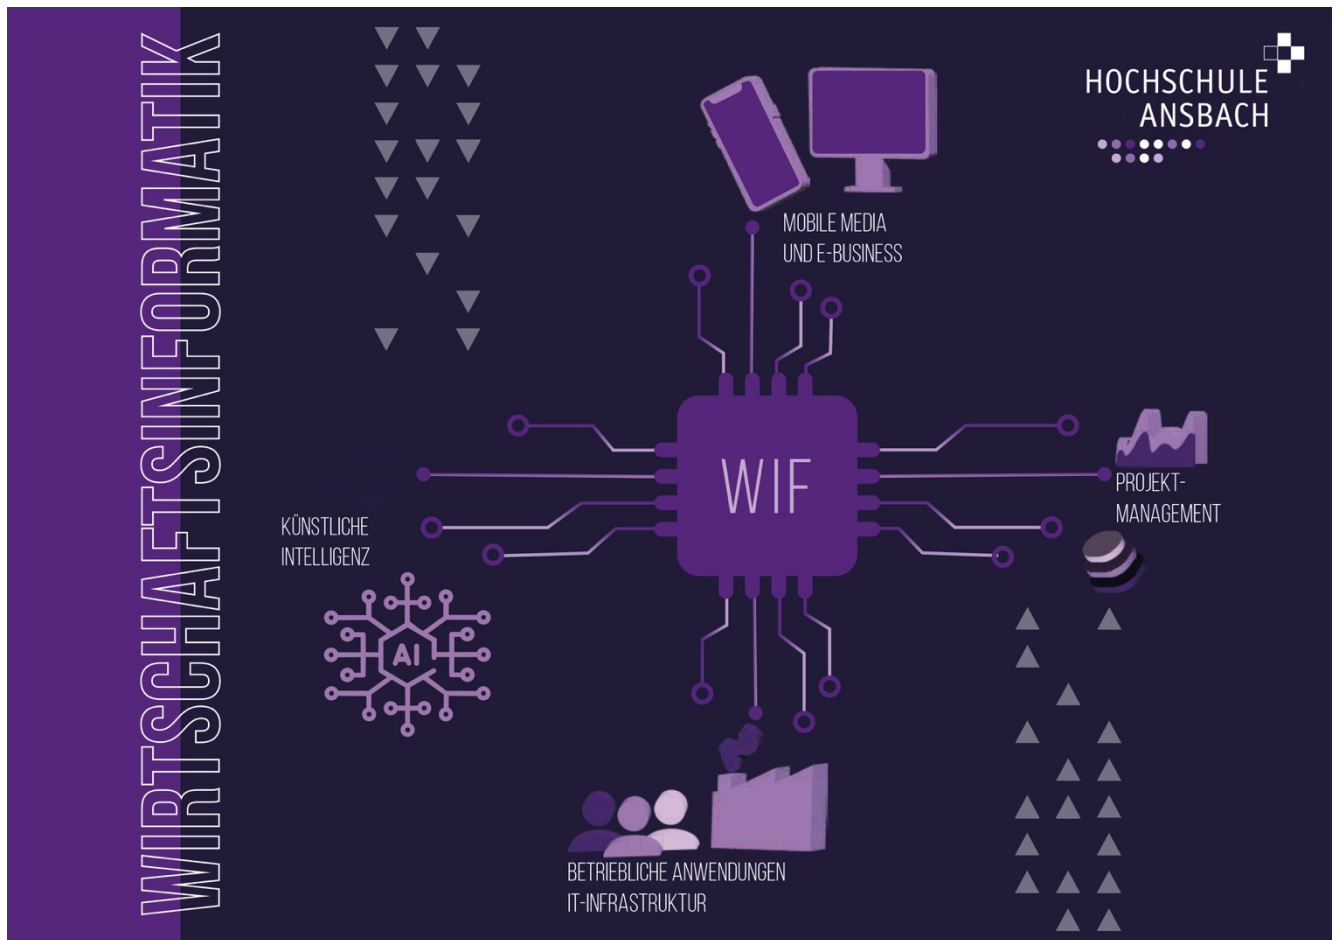 WIRTSCHAFTSINFORMATIK
HOCHSCHULE
ANSBACH
MOBILE MEDIA
UND E-BUSINESS
WIF
PROJEKT-
MANAGEMENT
KÜNSTLICHE
INTELLIGENZ
AI
BETRIEBLICHE ANWENDUNGEN
IT-INFRASTRUKTUR